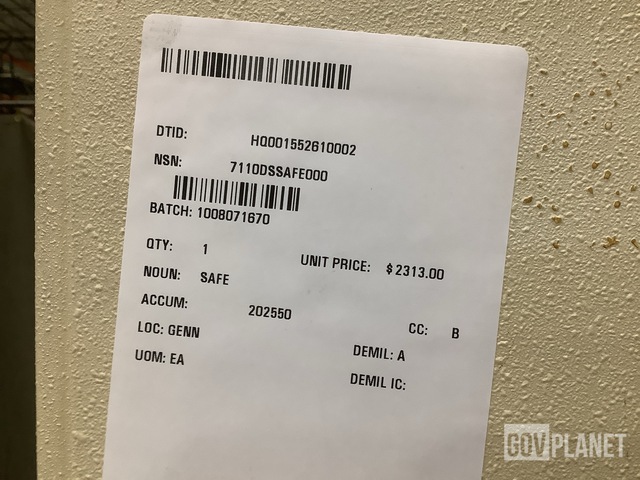 DTID: HQ001552610002
NSN: 7110DSSAFE000
BATCH: 1008071670
QTY: 1 UNIT PRICE: $2313.00
NOUN: SAFE
ACCUM: 202550
CC: B
LOC: GENN
DEMIL: A
UOM: EA
DEMIL IC:
GOVPLANET